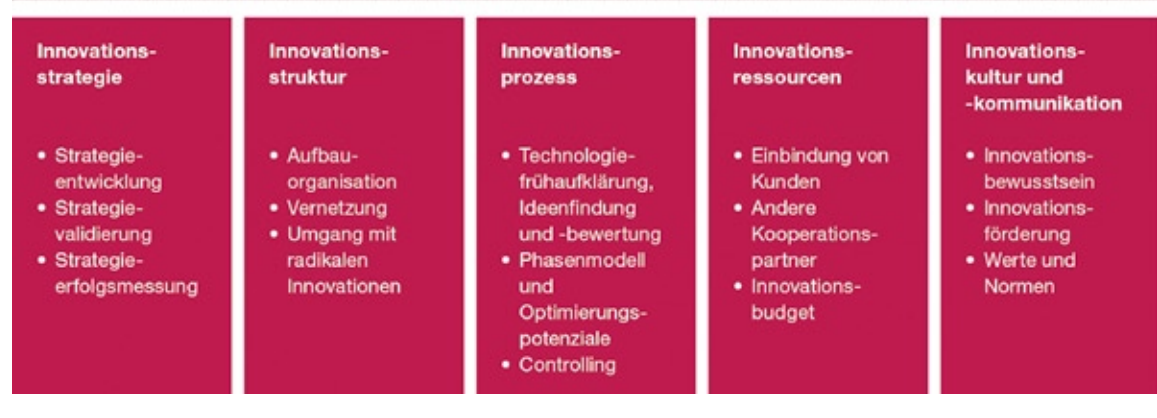 Innovations-
strategie
• Strategie-
entwicklung
• Strategie-
validierung
• Strategie-
erfolgsmessung
Innovations-
struktur
• Aufbau-
organisation
• Vernetzung
• Umgang mit
radikalen
Innovationen
Innovations-
prozess
• Technologie-
frühaufklärung,
Ideenfindung
und -bewertung
• Phasenmodell
und
Optimierungs-
potenziale
• Controlling
Innovations-
ressourcen
• Einbindung von
Kunden
• Andere
Kooperations-
partner
• Innovations-
budget
Innovations-
kultur und
-kommunikation
• Innovations-
bewusstsein
• Innovations-
förderung
• Werte und
Normen